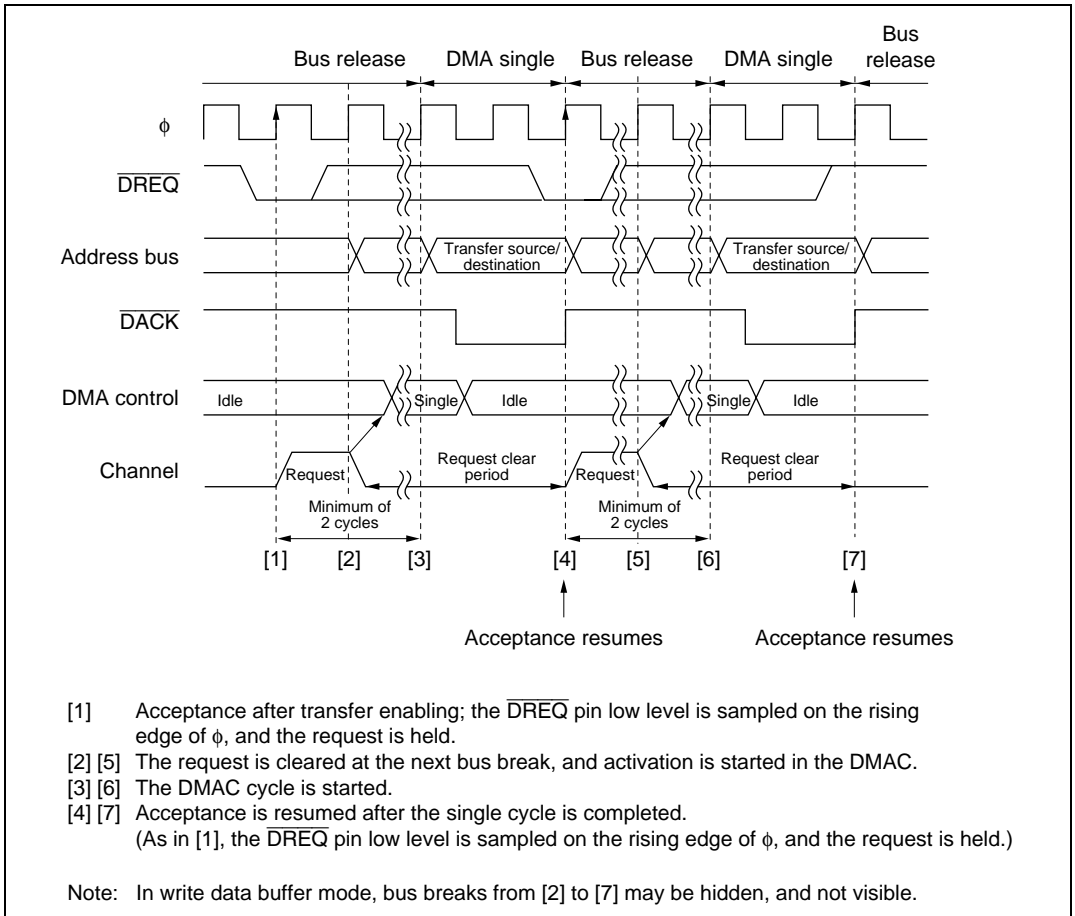 Bus release DMA single Bus release DMA single Bus
release
φ
DREQ
Address bus Transfer source/
destination Transfer source/
destination
DACK
DMA control Idle Single Idle Single Idle
Channel Request Request clear
period Request Request clear
period
Minimum of
2 cycles Minimum of
2 cycles
[1] [2] [3] [4] [5] [6] [7]
Acceptance resumes Acceptance resumes
[1] Acceptance after transfer enabling; the DREQ pin low level is sampled on the rising
edge of φ, and the request is held.
[2] [5] The request is cleared at the next bus break, and activation is started in the DMAC.
[3] [6] The DMAC cycle is started.
[4] [7] Acceptance is resumed after the single cycle is completed.
(As in [1], the DREQ pin low level is sampled on the rising edge of φ, and the request is held.)
Note: In write data buffer mode, bus breaks from [2] to [7] may be hidden, and not visible.